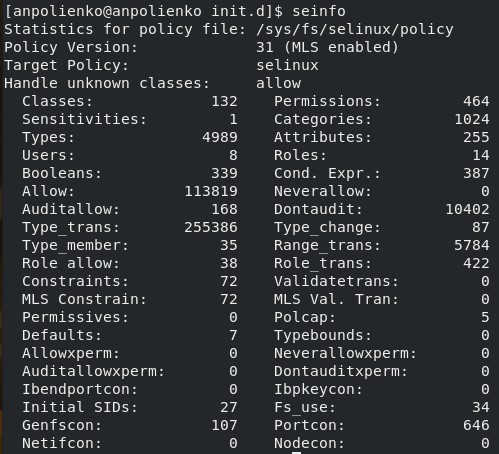 [anpolienko@anpolienko init.d]$ seinfo
Statistics for policy file: /sys/fs/selinux/policy
Policy Version:             31 (MLS enabled)
Target Policy:              selinux
Handle unknown classes:     allow
  Classes:             132    Permissions:         464
  Sensitivities:         1    Categories:         1024
  Types:              4989    Attributes:          255
  Users:                 8    Roles:                14
  Booleans:            339    Cond. Expr.:         387
  Allow:            113819    Neverallow:            0
  Auditallow:          168    Dontaudit:         10402
  Type_trans:       255386    Type_change:          87
  Type_member:          35    Range_trans:        5784
  Role allow:           38    Role_trans:          422
  Constraints:          72    Validatetrans:         0
  MLS Constrain:        72    MLS Val. Tran:         0
  Permissives:           0    Polcap:                5
  Defaults:              7    Typebounds:            0
  Allowxperm:            0    Neverallowxperm:       0
  Auditallowxperm:       0    Dontauditxperm:        0
  Ibendportcon:          0    Ibpkeycon:             0
  Initial SIDs:         27    Fs_use:               34
  Genfscon:            107    Portcon:             646
  Netifcon:              0    Nodecon:               0